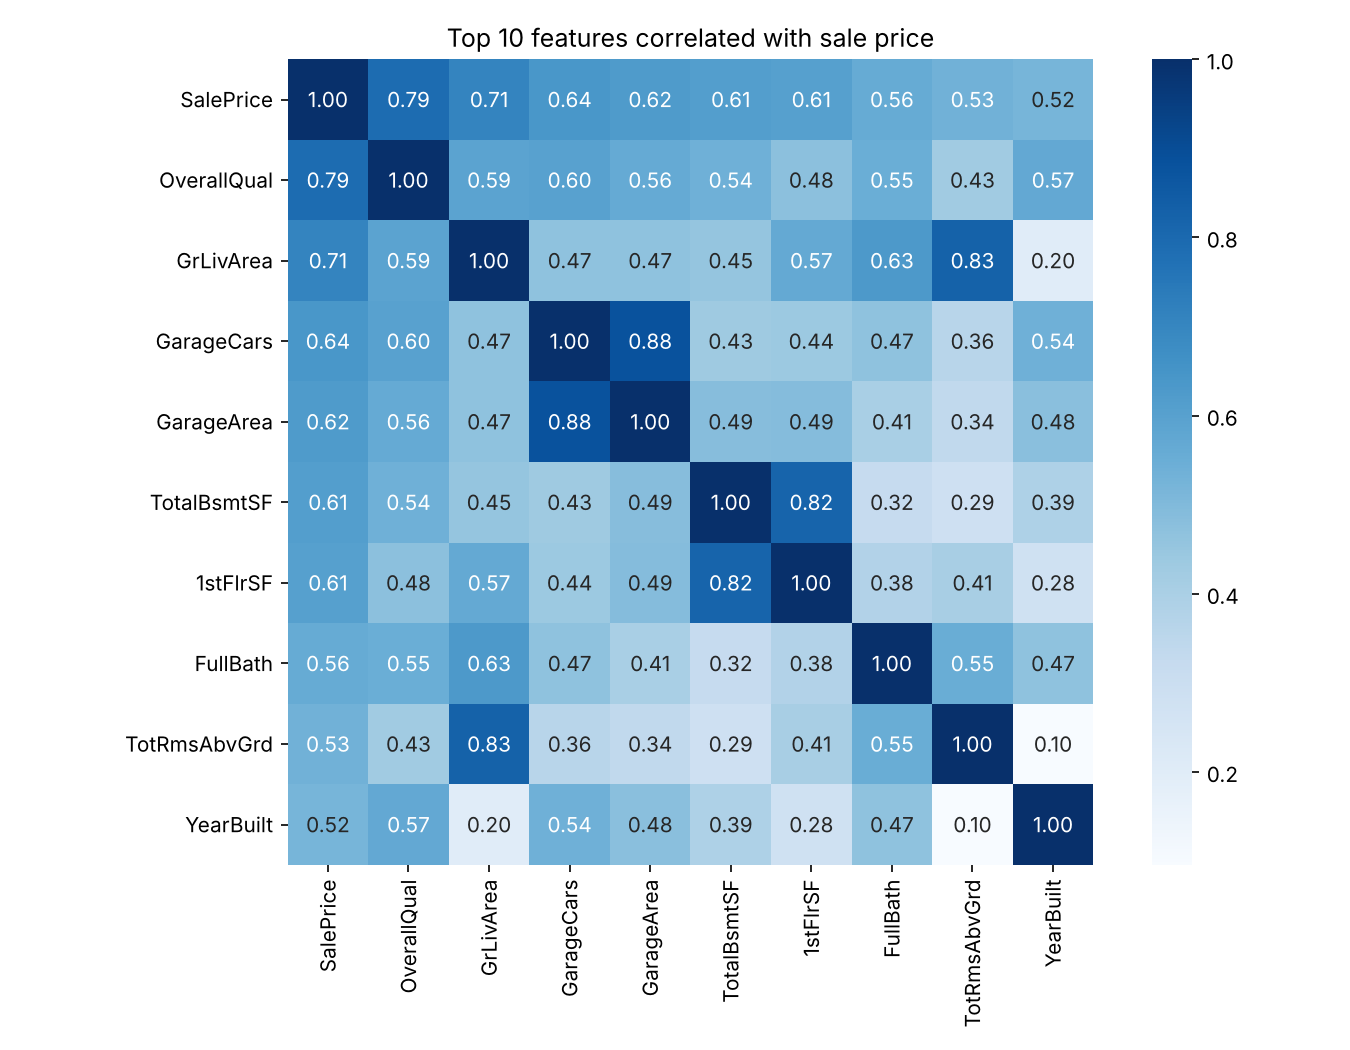 Top 10 features correlated with sale price
SalePrice 1.00 0.79 0.71 0.64 0.62 0.61 0.61 0.56 0.53 0.52
OverallQual 0.79 1.00 0.59 0.60 0.56 0.54 0.48 0.55 0.43 0.57
GrLivArea 0.71 0.59 1.00 0.47 0.47 0.45 0.57 0.63 0.83 0.20
GarageCars 0.64 0.60 0.47 1.00 0.88 0.43 0.44 0.47 0.36 0.54
GarageArea 0.62 0.56 0.47 0.88 1.00 0.49 0.49 0.41 0.34 0.48
TotalBsmtSF 0.61 0.54 0.45 0.43 0.49 1.00 0.82 0.32 0.29 0.39
1stFlrSF 0.61 0.48 0.57 0.44 0.49 0.82 1.00 0.38 0.41 0.28
FullBath 0.56 0.55 0.63 0.47 0.41 0.32 0.38 1.00 0.55 0.47
TotRmsAbvGrd 0.53 0.43 0.83 0.36 0.34 0.29 0.41 0.55 1.00 0.10
YearBuilt 0.52 0.57 0.20 0.54 0.48 0.39 0.28 0.47 0.10 1.00
SalePrice
OverallQual
GrLivArea
GarageCars
GarageArea
TotalBsmtSF
1stFlrSF
FullBath
TotRmsAbvGrd
YearBuilt
1.0
0.8
0.6
0.4
0.2